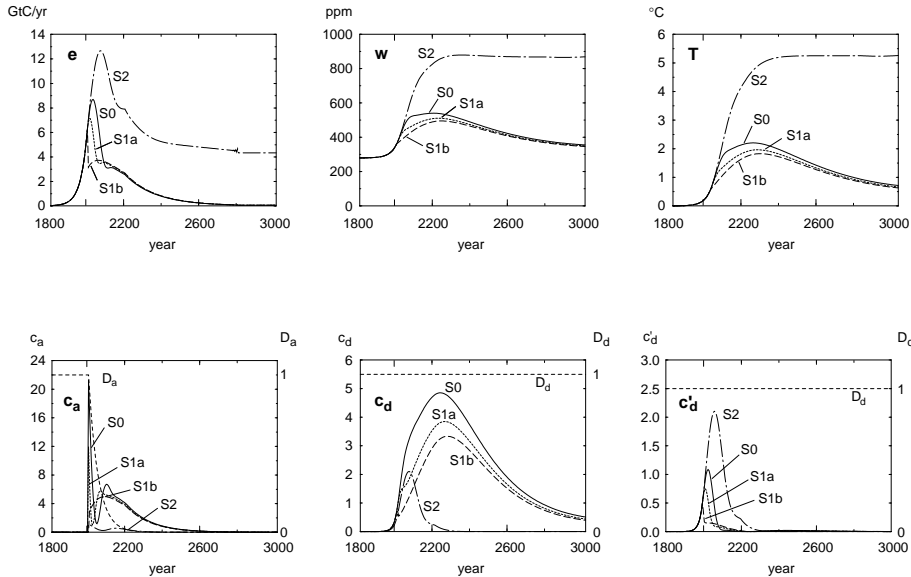 GtC/yr
14
12
10
8
6
4
2
0
e
S2
S0
S1a
S1b
1800 2200 2600 3000
year
ppm
1000
800
600
400
200
0
w
S2
S0
S1a
S1b
1800 2200 2600 3000
year
°C
6
5
4
3
2
1
0
T
S2
S0
S1a
S1b
1800 2200 2600 3000
year
c_a
D_a
24
20
16
12
8
4
0
1
0
D_a
c_a
S0
S1a
S1b
S2
1800 2200 2600 3000
year
c_d
D_d
6
5
4
3
2
1
0
1
0
D_d
c_d
S0
S1a
S1b
S2
1800 2200 2600 3000
year
c'_d
D_d
3.0
2.5
2.0
1.5
1.0
0.5
0.0
1
0
D_d
c'_d
S2
S0
S1a
S1b
1800 2200 2600 3000
year